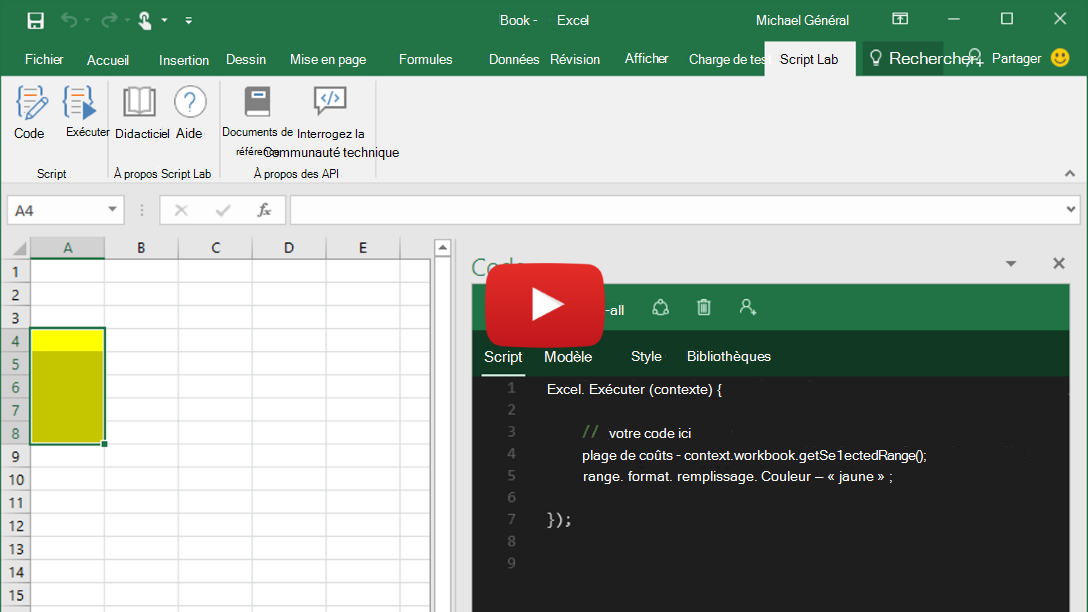 Book - Excel Michael Général
Fichier Accueil Insertion Dessin Mise en page Formules Données Révision Afficher Charge de tes Script Lab Rechercher Partager
Code Exécuter Didacticiel Aide Documents de Interrogez la
référence Communauté technique
Script À propos Script Lab À propos des API
A4 fx
A B C D E
Code
-all
Script Modèle Style Bibliothèques
1 Excel. Exécuter (contexte) {
2
3 // votre code ici
4 plage de coûts - context.workbook.getSe1ectedRange();
5 range. format. remplissage. Couleur – « jaune » ;
6
7 });
8
9
1
2
3
4
5
6
7
8
9
10
11
12
13
14
15